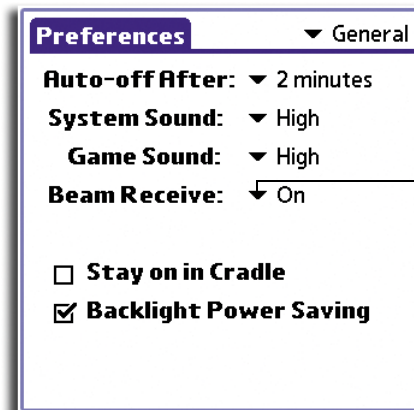 Preferences General
Auto-off After: 2 minutes
System Sound: High
Game Sound: High
Beam Receive: On
Stay on in Cradle
Backlight Power Saving